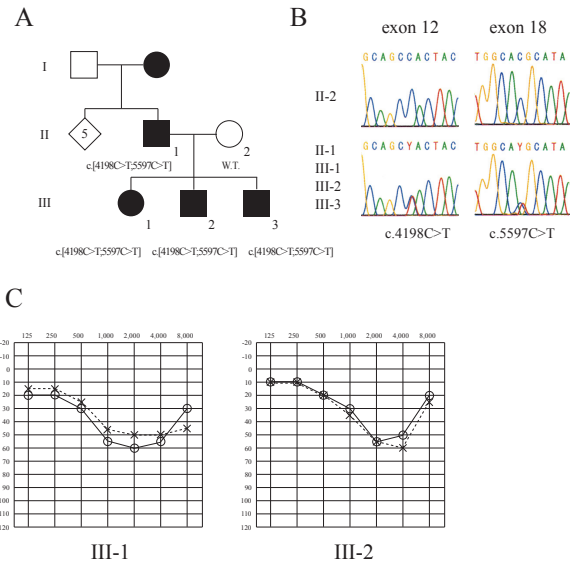 A
I
II
5
1
2
c.[4198C>T;5597C>T]
W.T.
III
1
2
3
c.[4198C>T;5597C>T] c.[4198C>T;5597C>T] c.[4198C>T;5597C>T]
B
exon 12 exon 18
GCAGCCACTAC TGGCACGCATA
II-2
GCAGCYACTAC TGGCAYGCATA
II-1
III-1
III-2
III-3
c.4198C>T c.5597C>T
C
125 250 500 1,000 2,000 4,000 8,000
-20
-10
0
10
20
30
40
50
60
70
80
90
100
110
120
III-1
125 250 500 1,000 2,000 4,000 8,000
-20
-10
0
10
20
30
40
50
60
70
80
90
100
110
120
III-2